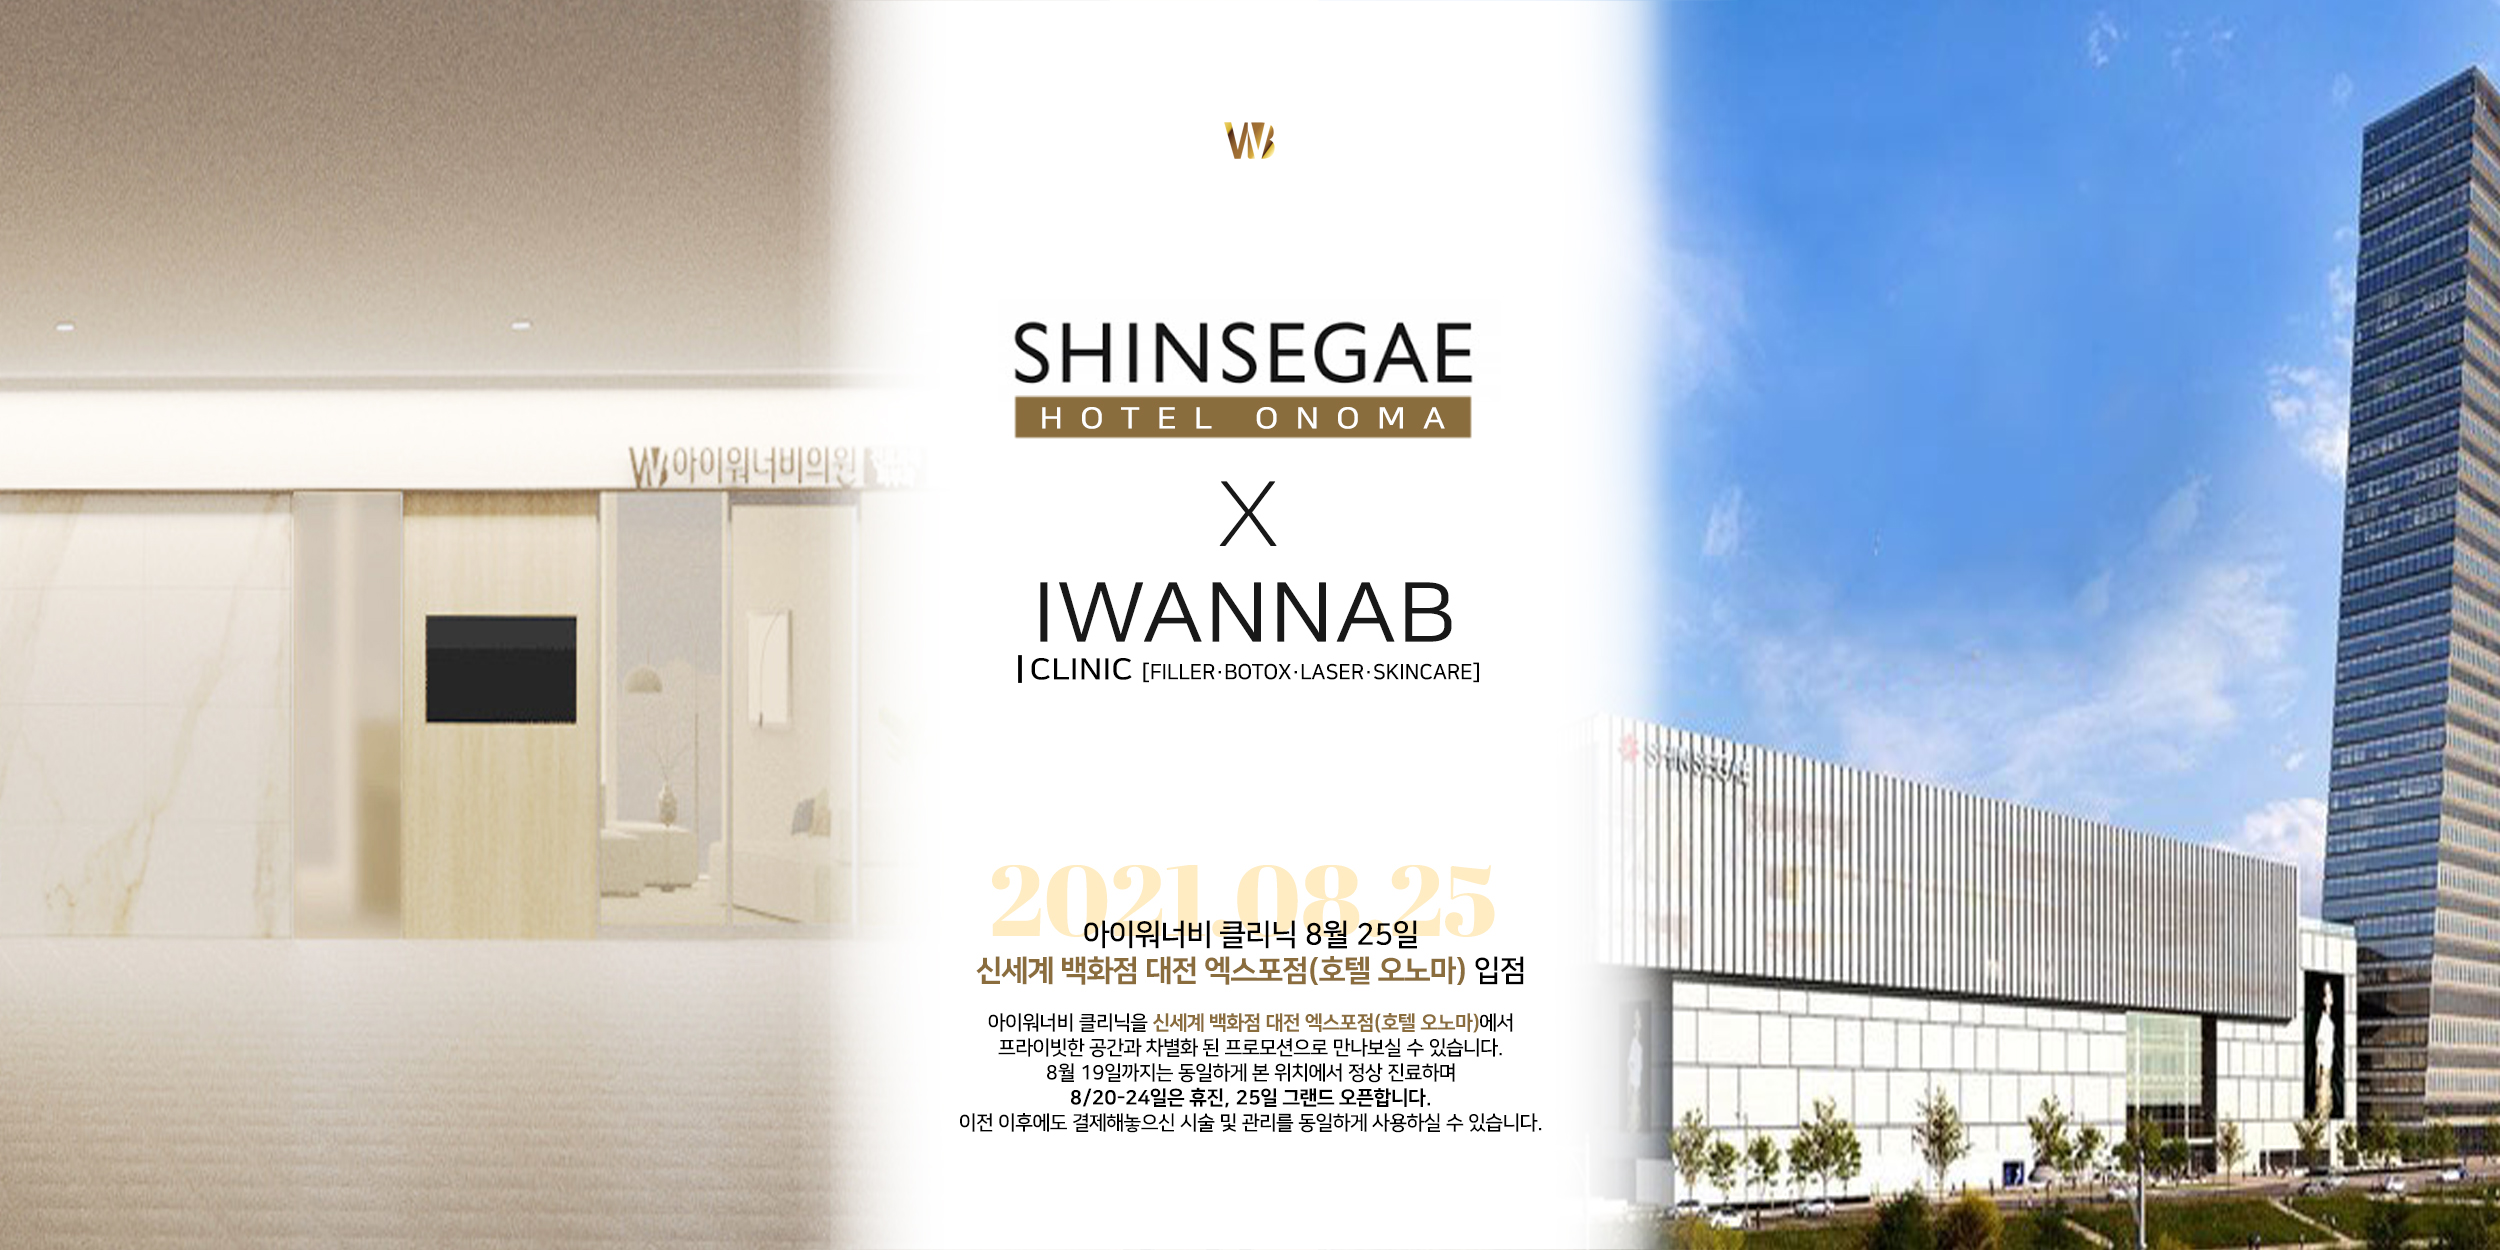 WB
아이워너비의원
SHINSEGAE
HOTEL ONOMA
X
IWANNAB
CLINIC [FILLER·BOTOX·LASER·SKINCARE]
SHINSEGAE
2021.08.25
아이워너비 클리닉 8월 25일
신세계 백화점 대전 엑스포점(호텔 오노마) 입점
아이워너비 클리닉을 신세계 백화점 대전 엑스포점(호텔 오노마)에서
프라이빗한 공간과 차별화 된 프로모션으로 만나보실 수 있습니다.
8월 19일까지는 동일하게 본 위치에서 정상 진료하며
8/20-24일은 휴진, 25일 그랜드 오픈합니다.
이전 이후에도 결제해놓으신 시술 및 관리를 동일하게 사용하실 수 있습니다.